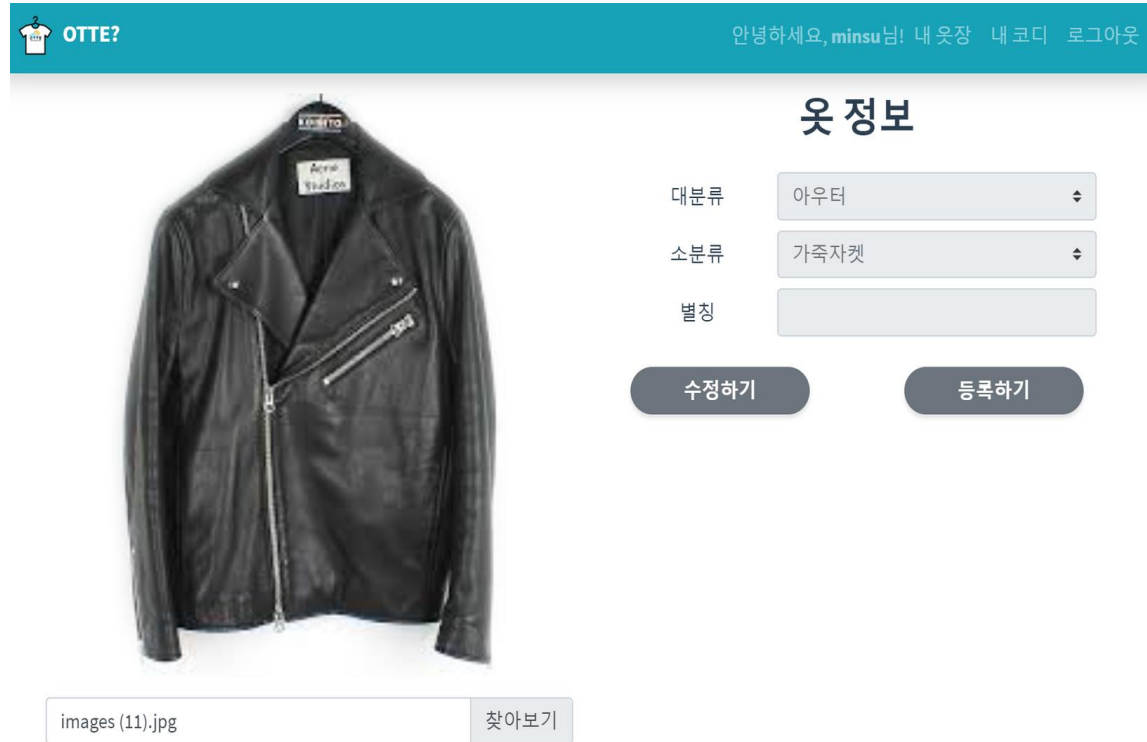 OTTE?
안녕하세요, minsu님! 내 옷장 내 코디 로그아웃
Acne
Studios
옷 정보
대분류 아우터
소분류 가죽자켓
별칭
수정하기 등록하기
images (11).jpg 찾아보기